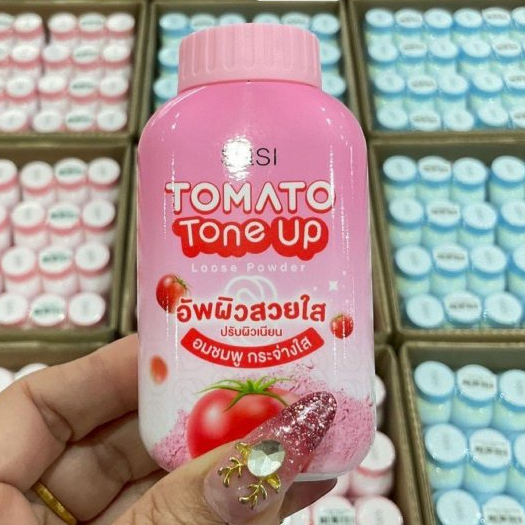 SASI
TOMATO
Tone Up
Loose Powder
อัพผิวสวยใส
ปรับผิวเนียน
อมชมพู กระจ่างใส